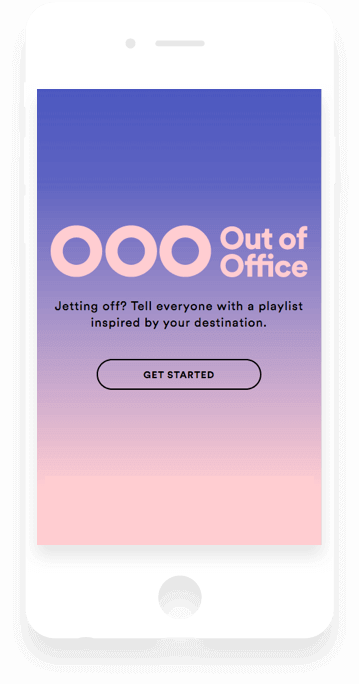 OOO Out of
Office
Jetting off? Tell everyone with a playlist
inspired by your destination.
GET STARTED